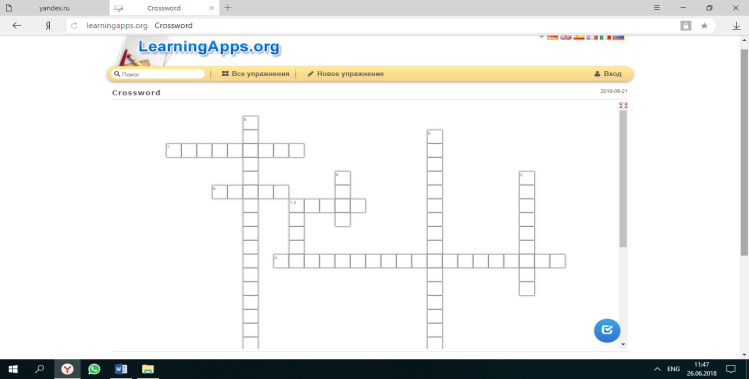 yandex.ru
Crossword
Я
learningapps.org Crossword
LearningApps.org
Поиск
Все упражнения
Новое упражнение
Вход
Crossword
2018-06-21
7
ENG
11:47
26.06.2018